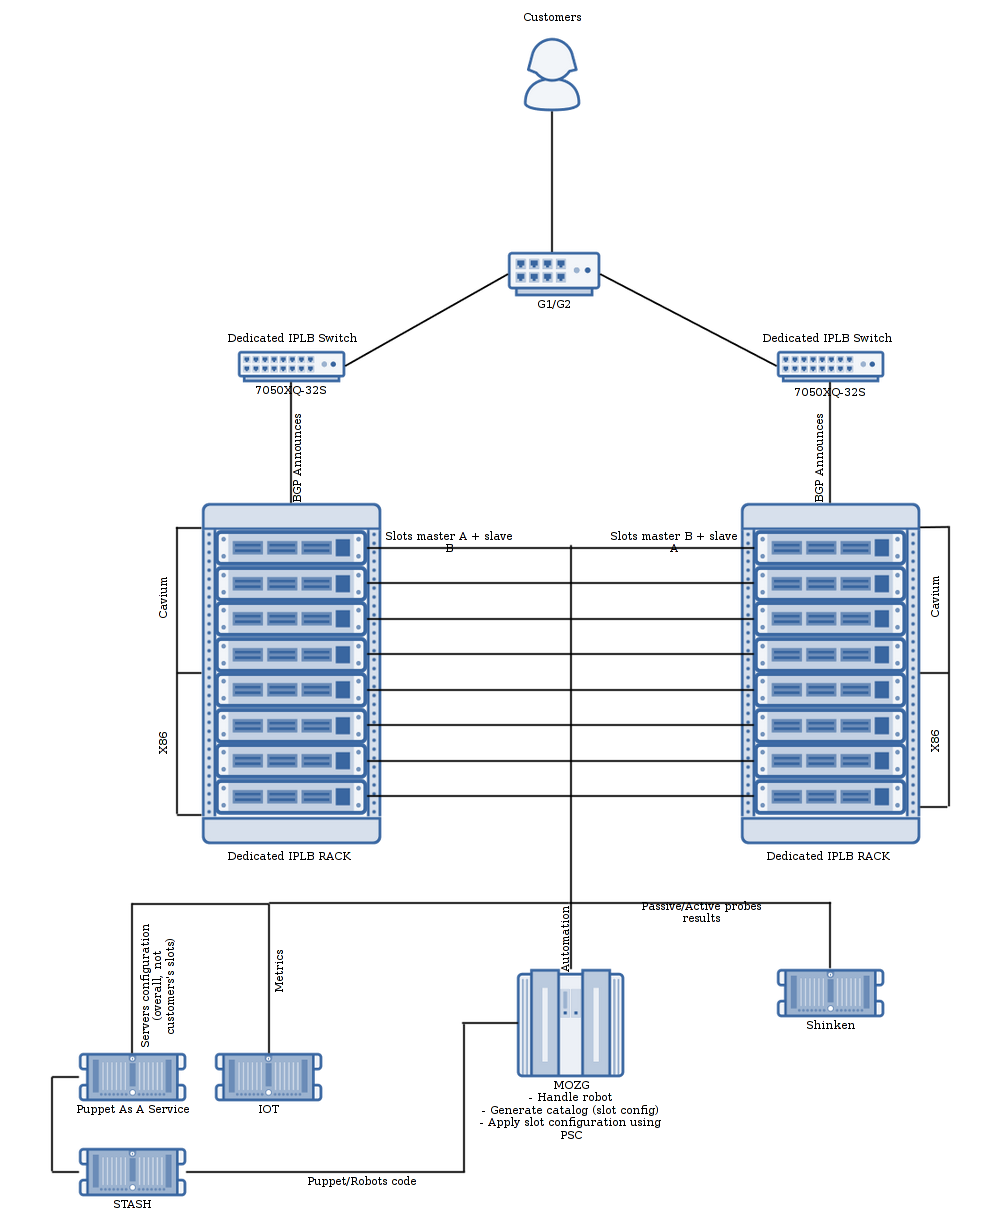 Customers
G1/G2
Dedicated IPLB Switch
7050XQ-32S
Dedicated IPLB Switch
7050XQ-32S
BGP Announces
BGP Announces
Slots master A + slave
B
Slots master B + slave
A
Cavium
X86
Cavium
X86
Dedicated IPLB RACK
Dedicated IPLB RACK
Servers configuration
(overall, not
customers's slots)
Metrics
Automation
Passive/Active probes
results
Shinken
Puppet As A Service
IOT
MOZG
- Handle robot
- Generate catalog (slot config)
- Apply slot configuration using
PSC
Puppet/Robots code
STASH